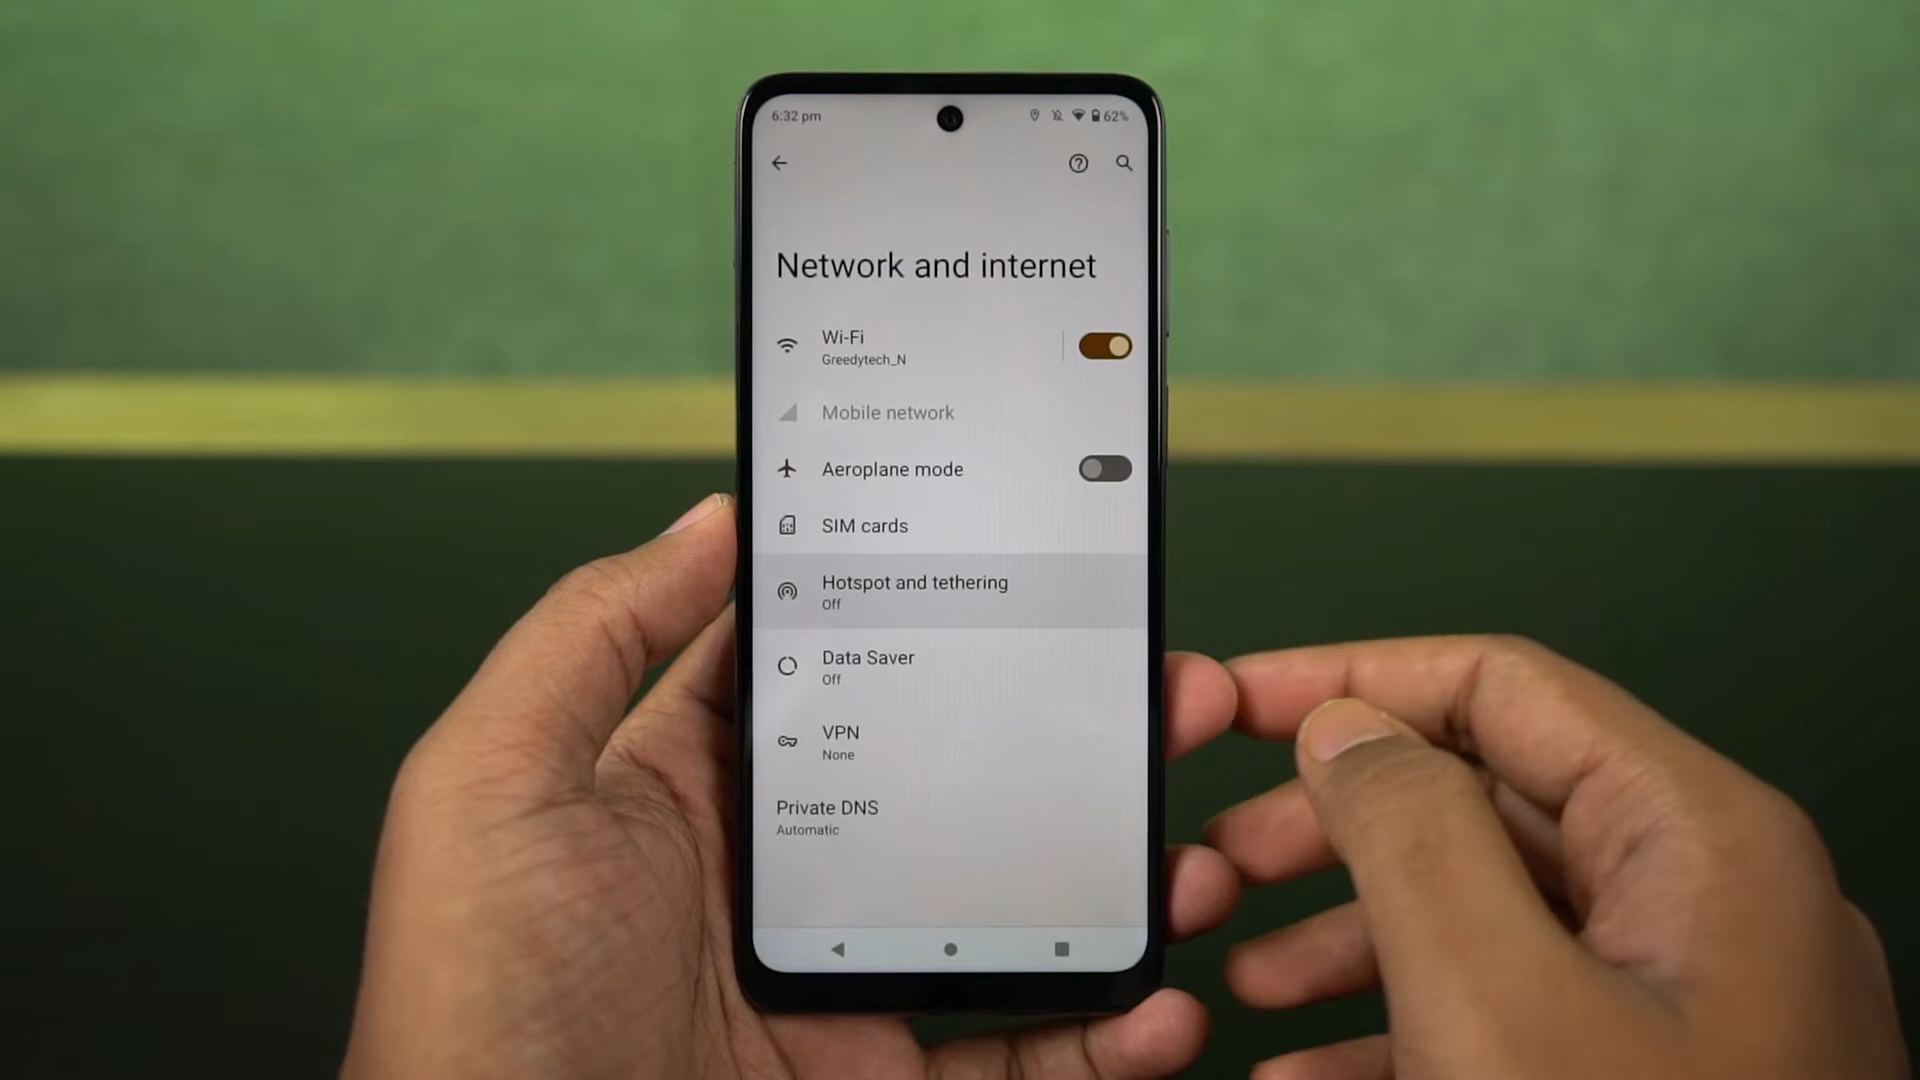 6:32 pm
62%
Network and internet
Wi-Fi
Greedytech_N
Mobile network
Aeroplane mode
SIM cards
Hotspot and tethering
Off
Data Saver
Off
VPN
None
Private DNS
Automatic